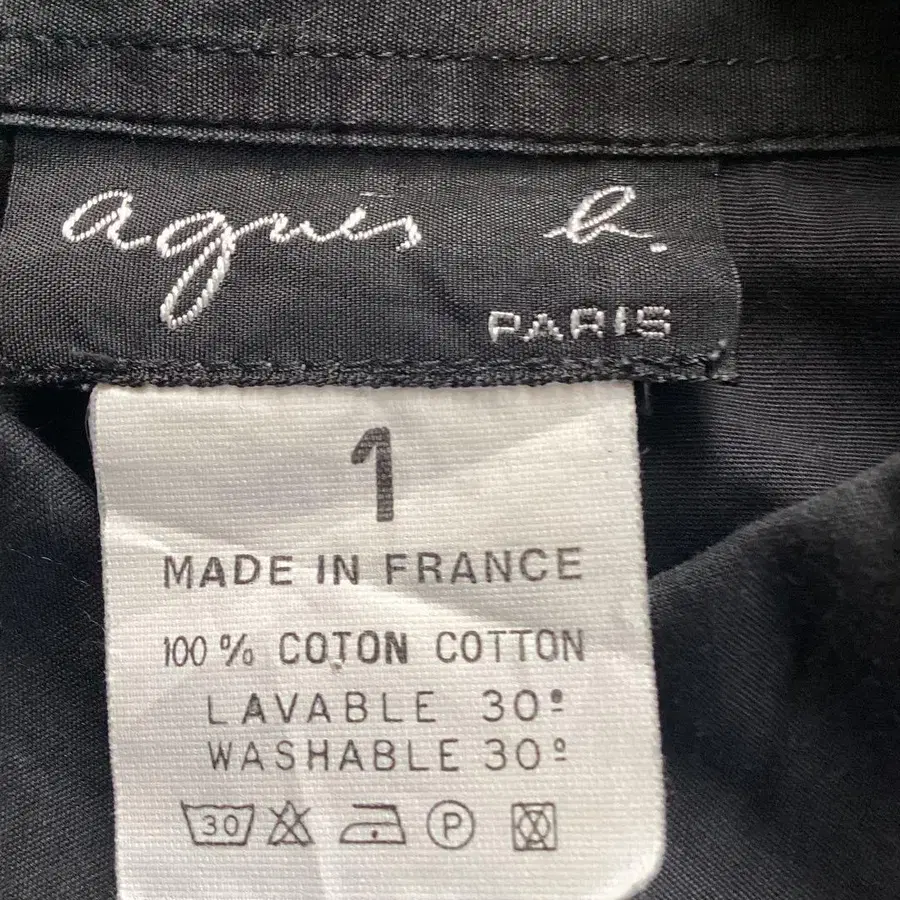 agnès b.
PARIS
1
MADE IN FRANCE
100 % COTON COTTON
LAVABLE 30º
WASHABLE 30º
30 P